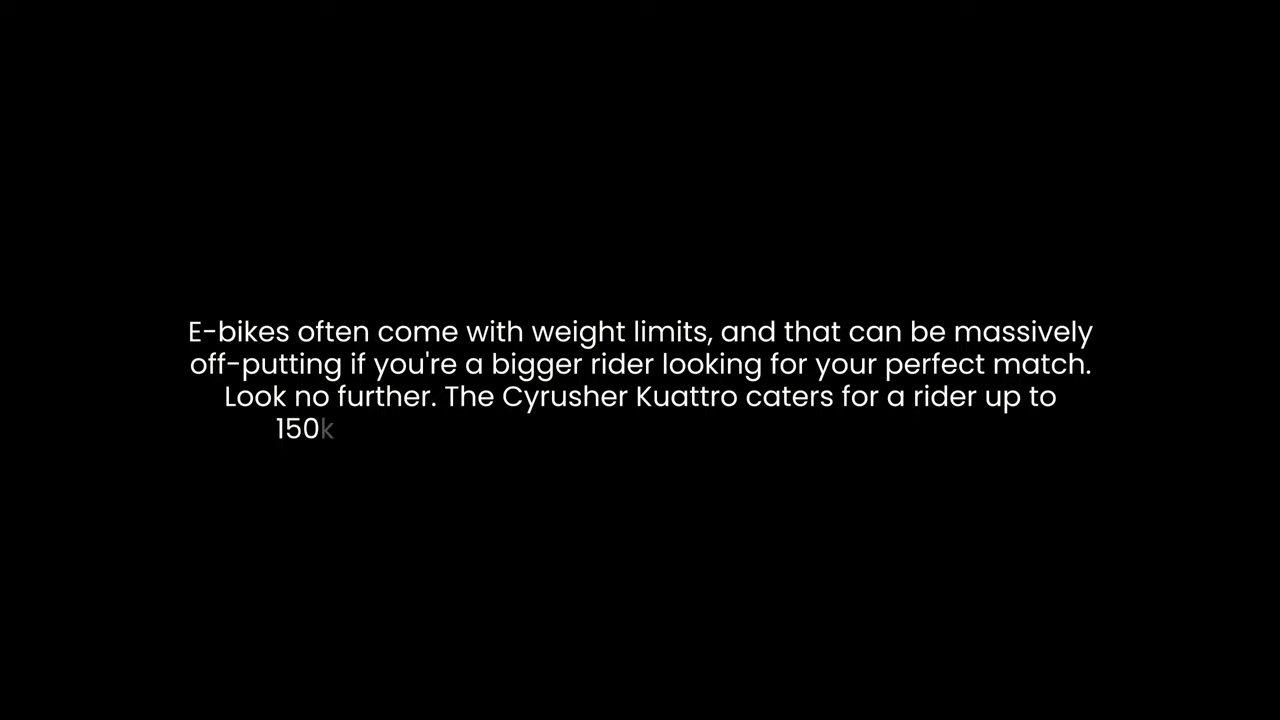 E-bikes often come with weight limits, and that can be massively
off-putting if you're a bigger rider looking for your perfect match.
Look no further. The Cyrusher Kuattro caters for a rider up to
150k